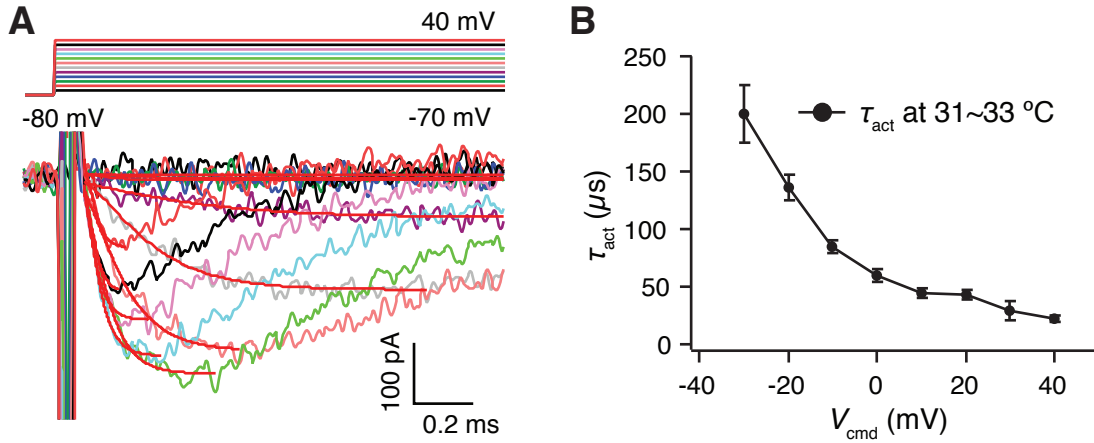 A
40 mV
-80 mV
-70 mV
100 pA
0.2 ms
B
250
200
150
100
50
0
τact (μs)
τact at 31~33 ºC
-40
-20
0
20
40
Vcmd (mV)